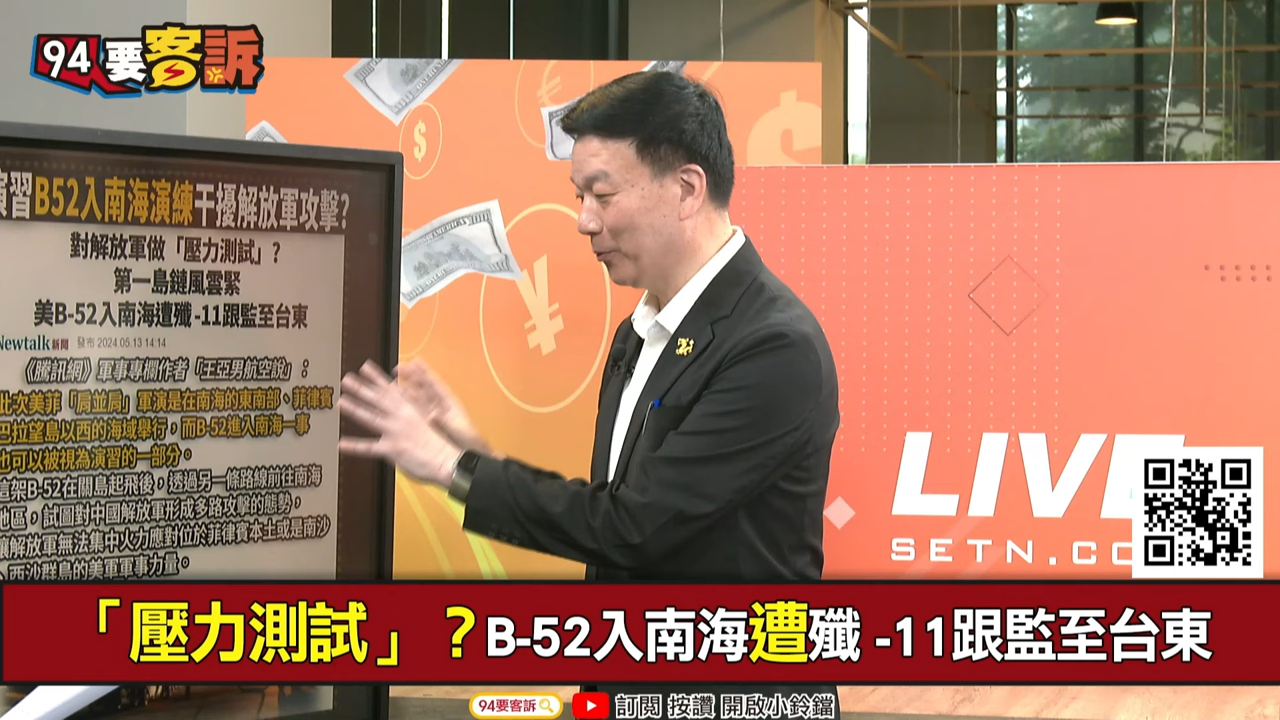 94要客訴
演習B52入南海演練干擾解放軍攻擊?
對解放軍做「壓力測試」?
第一島鏈風雲緊
美B-52入南海遭殲-11跟監至台東
Newtalk新聞 發布 2024.05.13 14:14
《騰訊網》軍事專欄作者「王亞男航空說」：
此次美菲「肩並肩」軍演是在南海的東南部、菲律賓
巴拉望島以西的海域舉行，而B-52進入南海一事
也可以被視為演習的一部分。
這架B-52在關島起飛後，透過另一條路線前往南海
地區，試圖對中國解放軍形成多路攻擊的態勢，
讓解放軍無法集中火力應對位於菲律賓本土或是南沙
、西沙群島的美軍軍事力量。
LIVE
SETN.CO
「壓力測試」？B-52入南海遭殲 -11跟監至台東
94要客訴
訂閱 按讚 開啟小鈴鐺